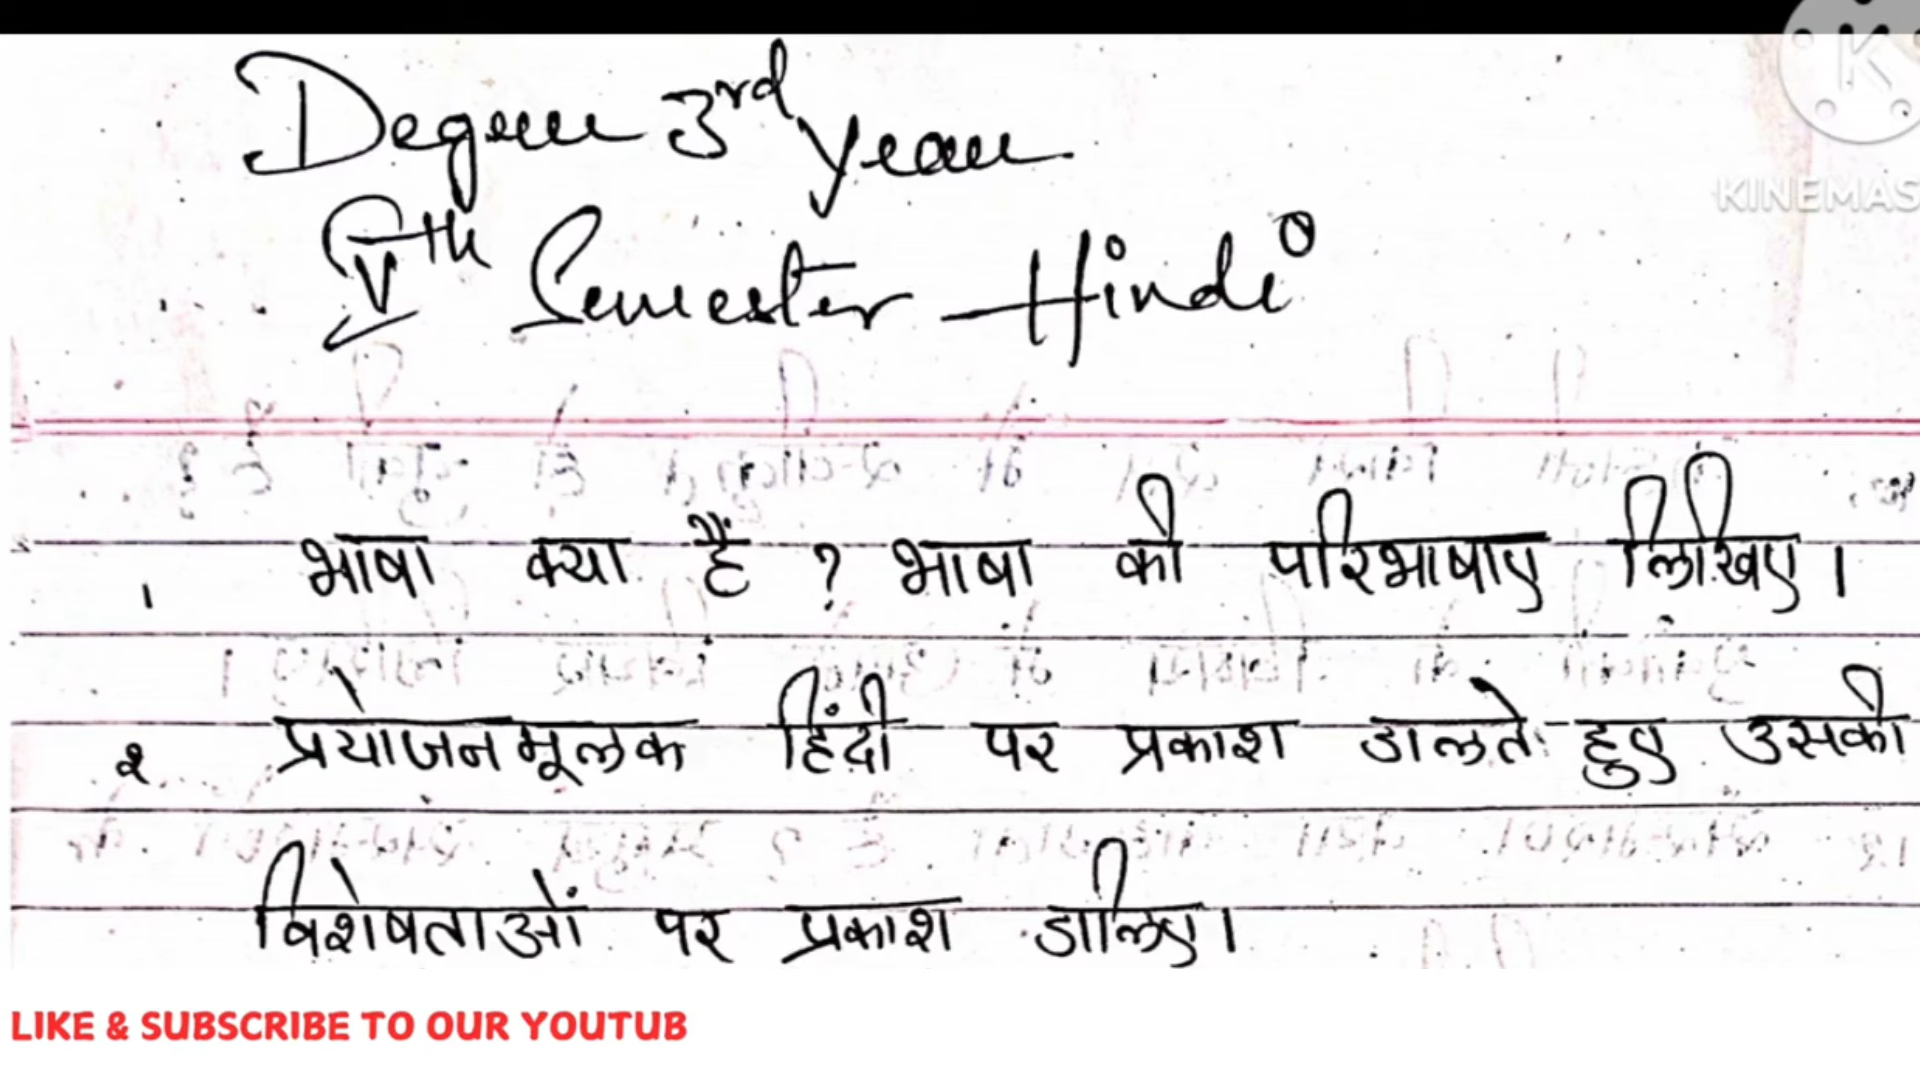 Degree 3rd Year
Vth Semester Hindi
KINEMAS
1. भाषा क्या है ? भाषा की परिभाषाए लिखिए ।
२ प्रयोजनमूलक हिंदी पर प्रकाश डालते हुए उसकी
विशेषताओं पर प्रकाश डालिए ।
LIKE & SUBSCRIBE TO OUR YOUTUB